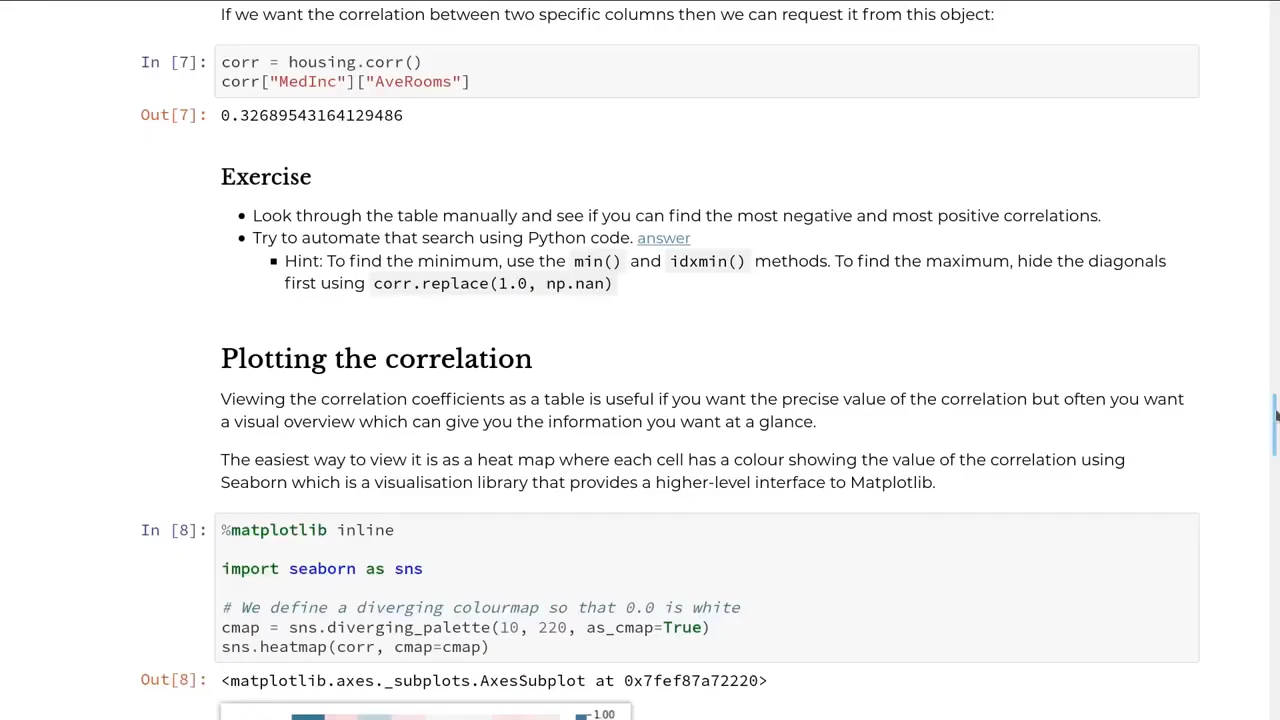 If we want the correlation between two specific columns then we can request it from this object:
In [7]:
corr = housing.corr()
corr["MedInc"]["AveRooms"]
Out[7]:
0.32689543164129486
Exercise
Look through the table manually and see if you can find the most negative and most positive correlations.
Try to automate that search using Python code. answer
Hint: To find the minimum, use the min() and idxmin() methods. To find the maximum, hide the diagonals
first using corr.replace(1.0, np.nan)
Plotting the correlation
Viewing the correlation coefficients as a table is useful if you want the precise value of the correlation but often you want
a visual overview which can give you the information you want at a glance.
The easiest way to view it is as a heat map where each cell has a colour showing the value of the correlation using
Seaborn which is a visualisation library that provides a higher-level interface to Matplotlib.
In [8]:
%matplotlib inline
import seaborn as sns
# We define a diverging colourmap so that 0.0 is white
cmap = sns.diverging_palette(10, 220, as_cmap=True)
sns.heatmap(corr, cmap=cmap)
Out[8]:
<matplotlib.axes._subplots.AxesSubplot at 0x7fef87a72220>
1.00